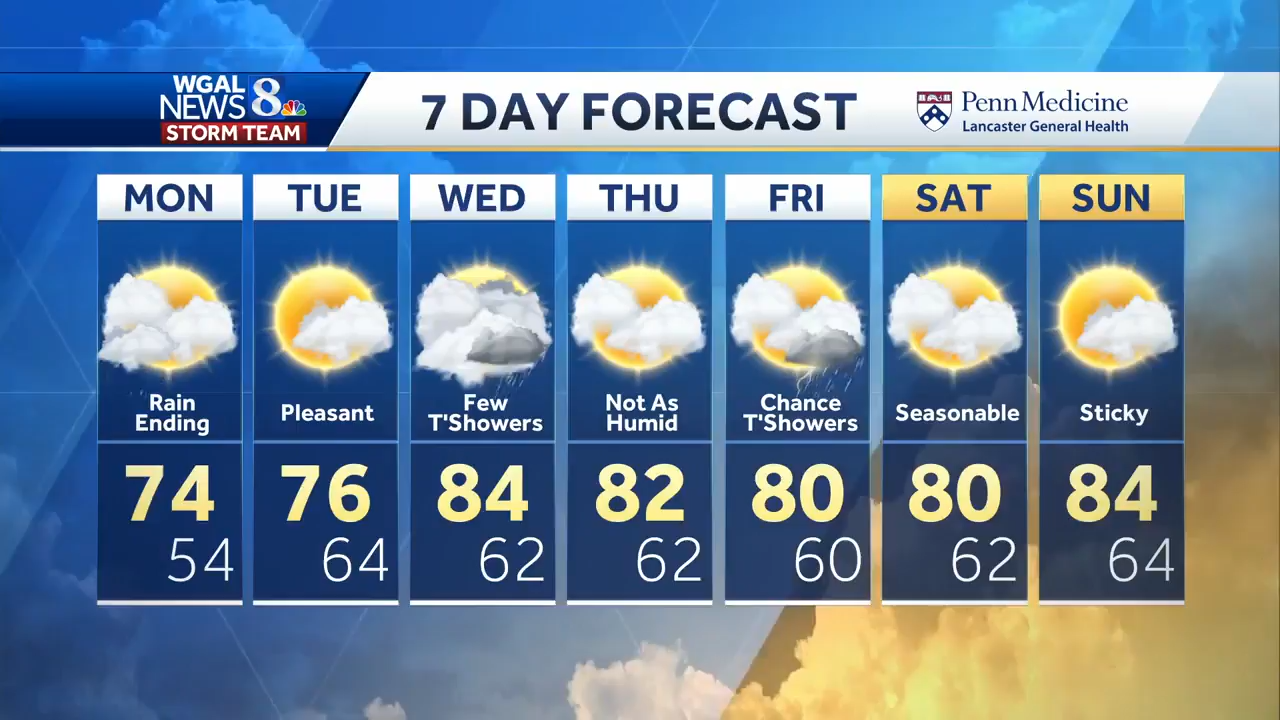 WGAL
NEWS 8
STORM TEAM
7 DAY FORECAST
Penn Medicine
Lancaster General Health
MON TUE WED THU FRI SAT SUN
Rain
Ending
Pleasant
Few
T'Showers
Not As
Humid
Chance
T'Showers
Seasonable
Sticky
74 76 84 82 80 80 84
54 64 62 62 60 62 64